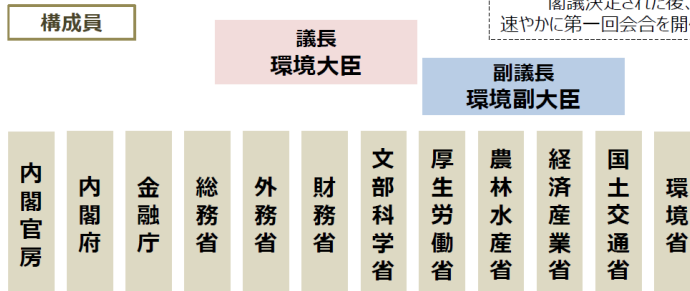 構成員
閣議決定された後、
速やかに第一回会合を開
議長
環境大臣
副議長
環境副大臣
内閣官房
内閣府
金融庁
総務省
外務省
財務省
文部科学省
厚生労働省
農林水産省
経済産業省
国土交通省
環境省